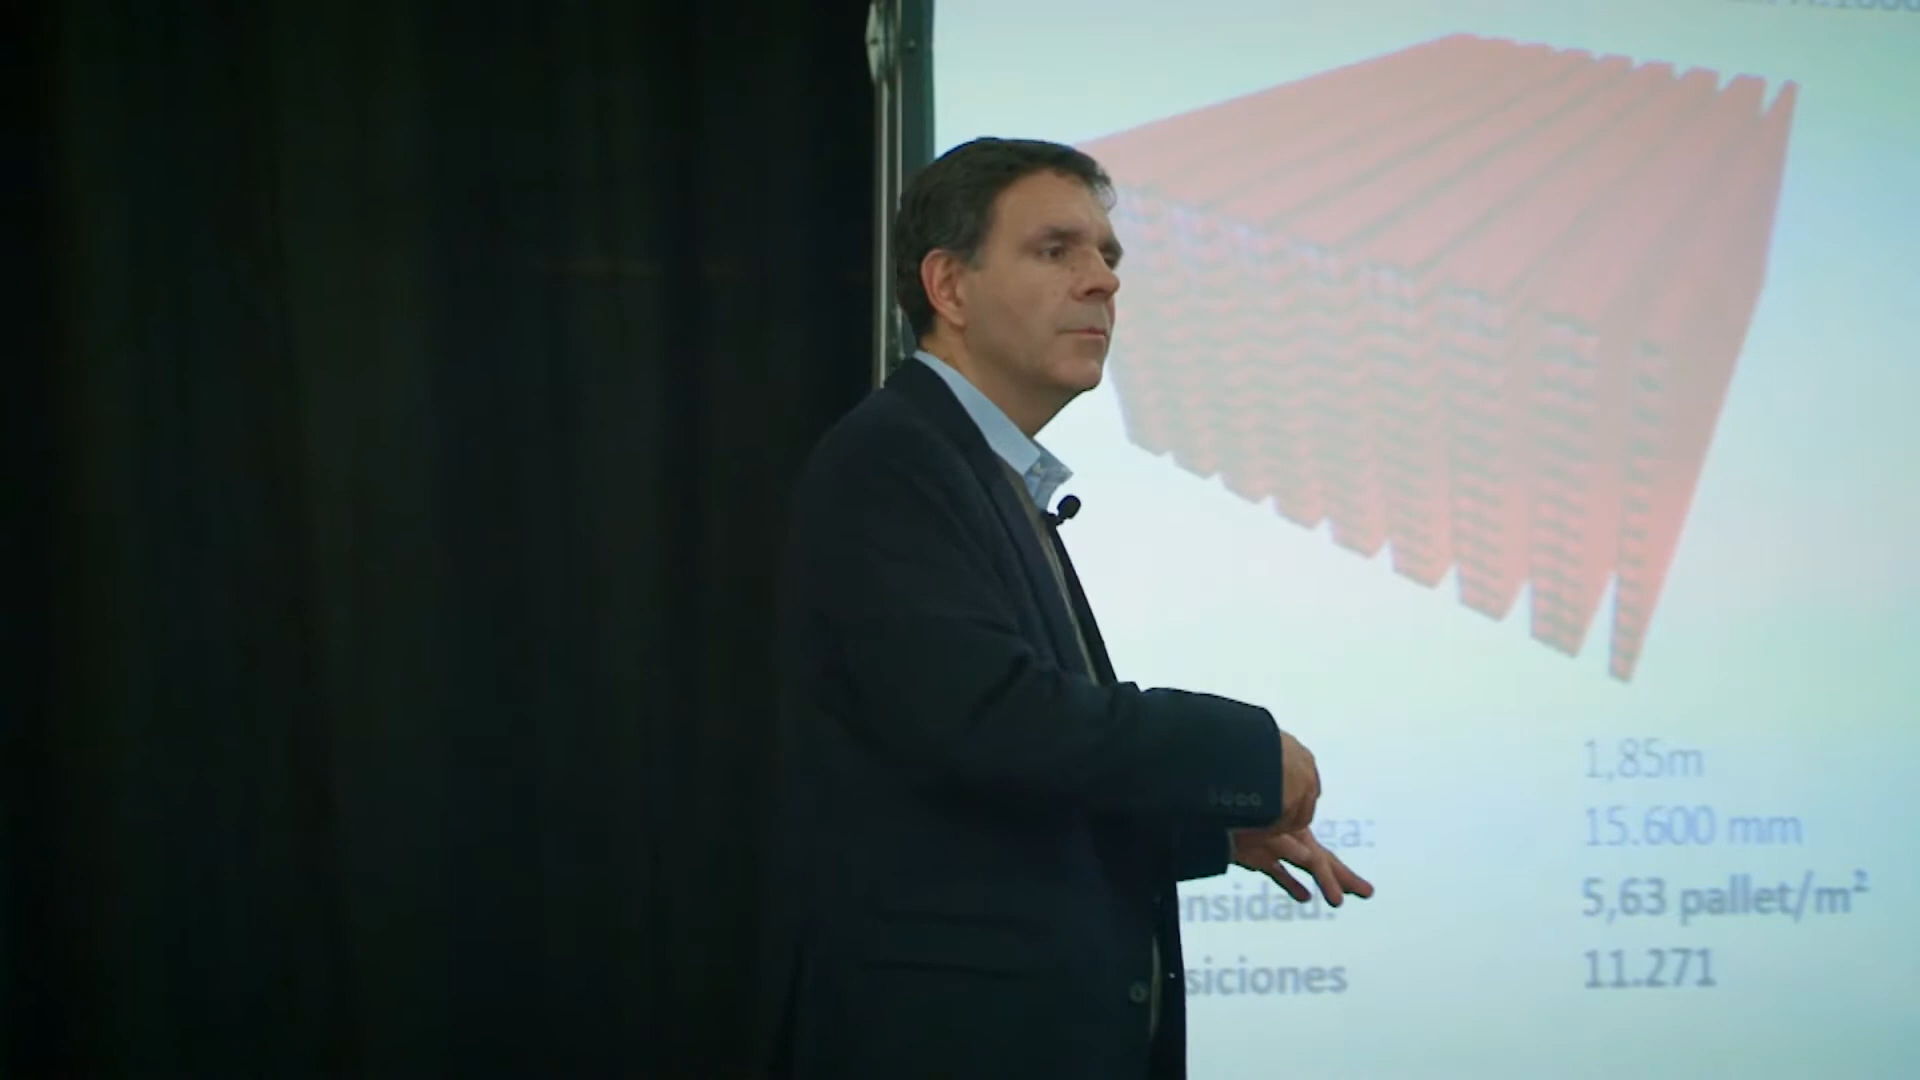 1,85m
ga: 15.600 mm
nsidad: 5,63 pallet/m²
siciones 11.271